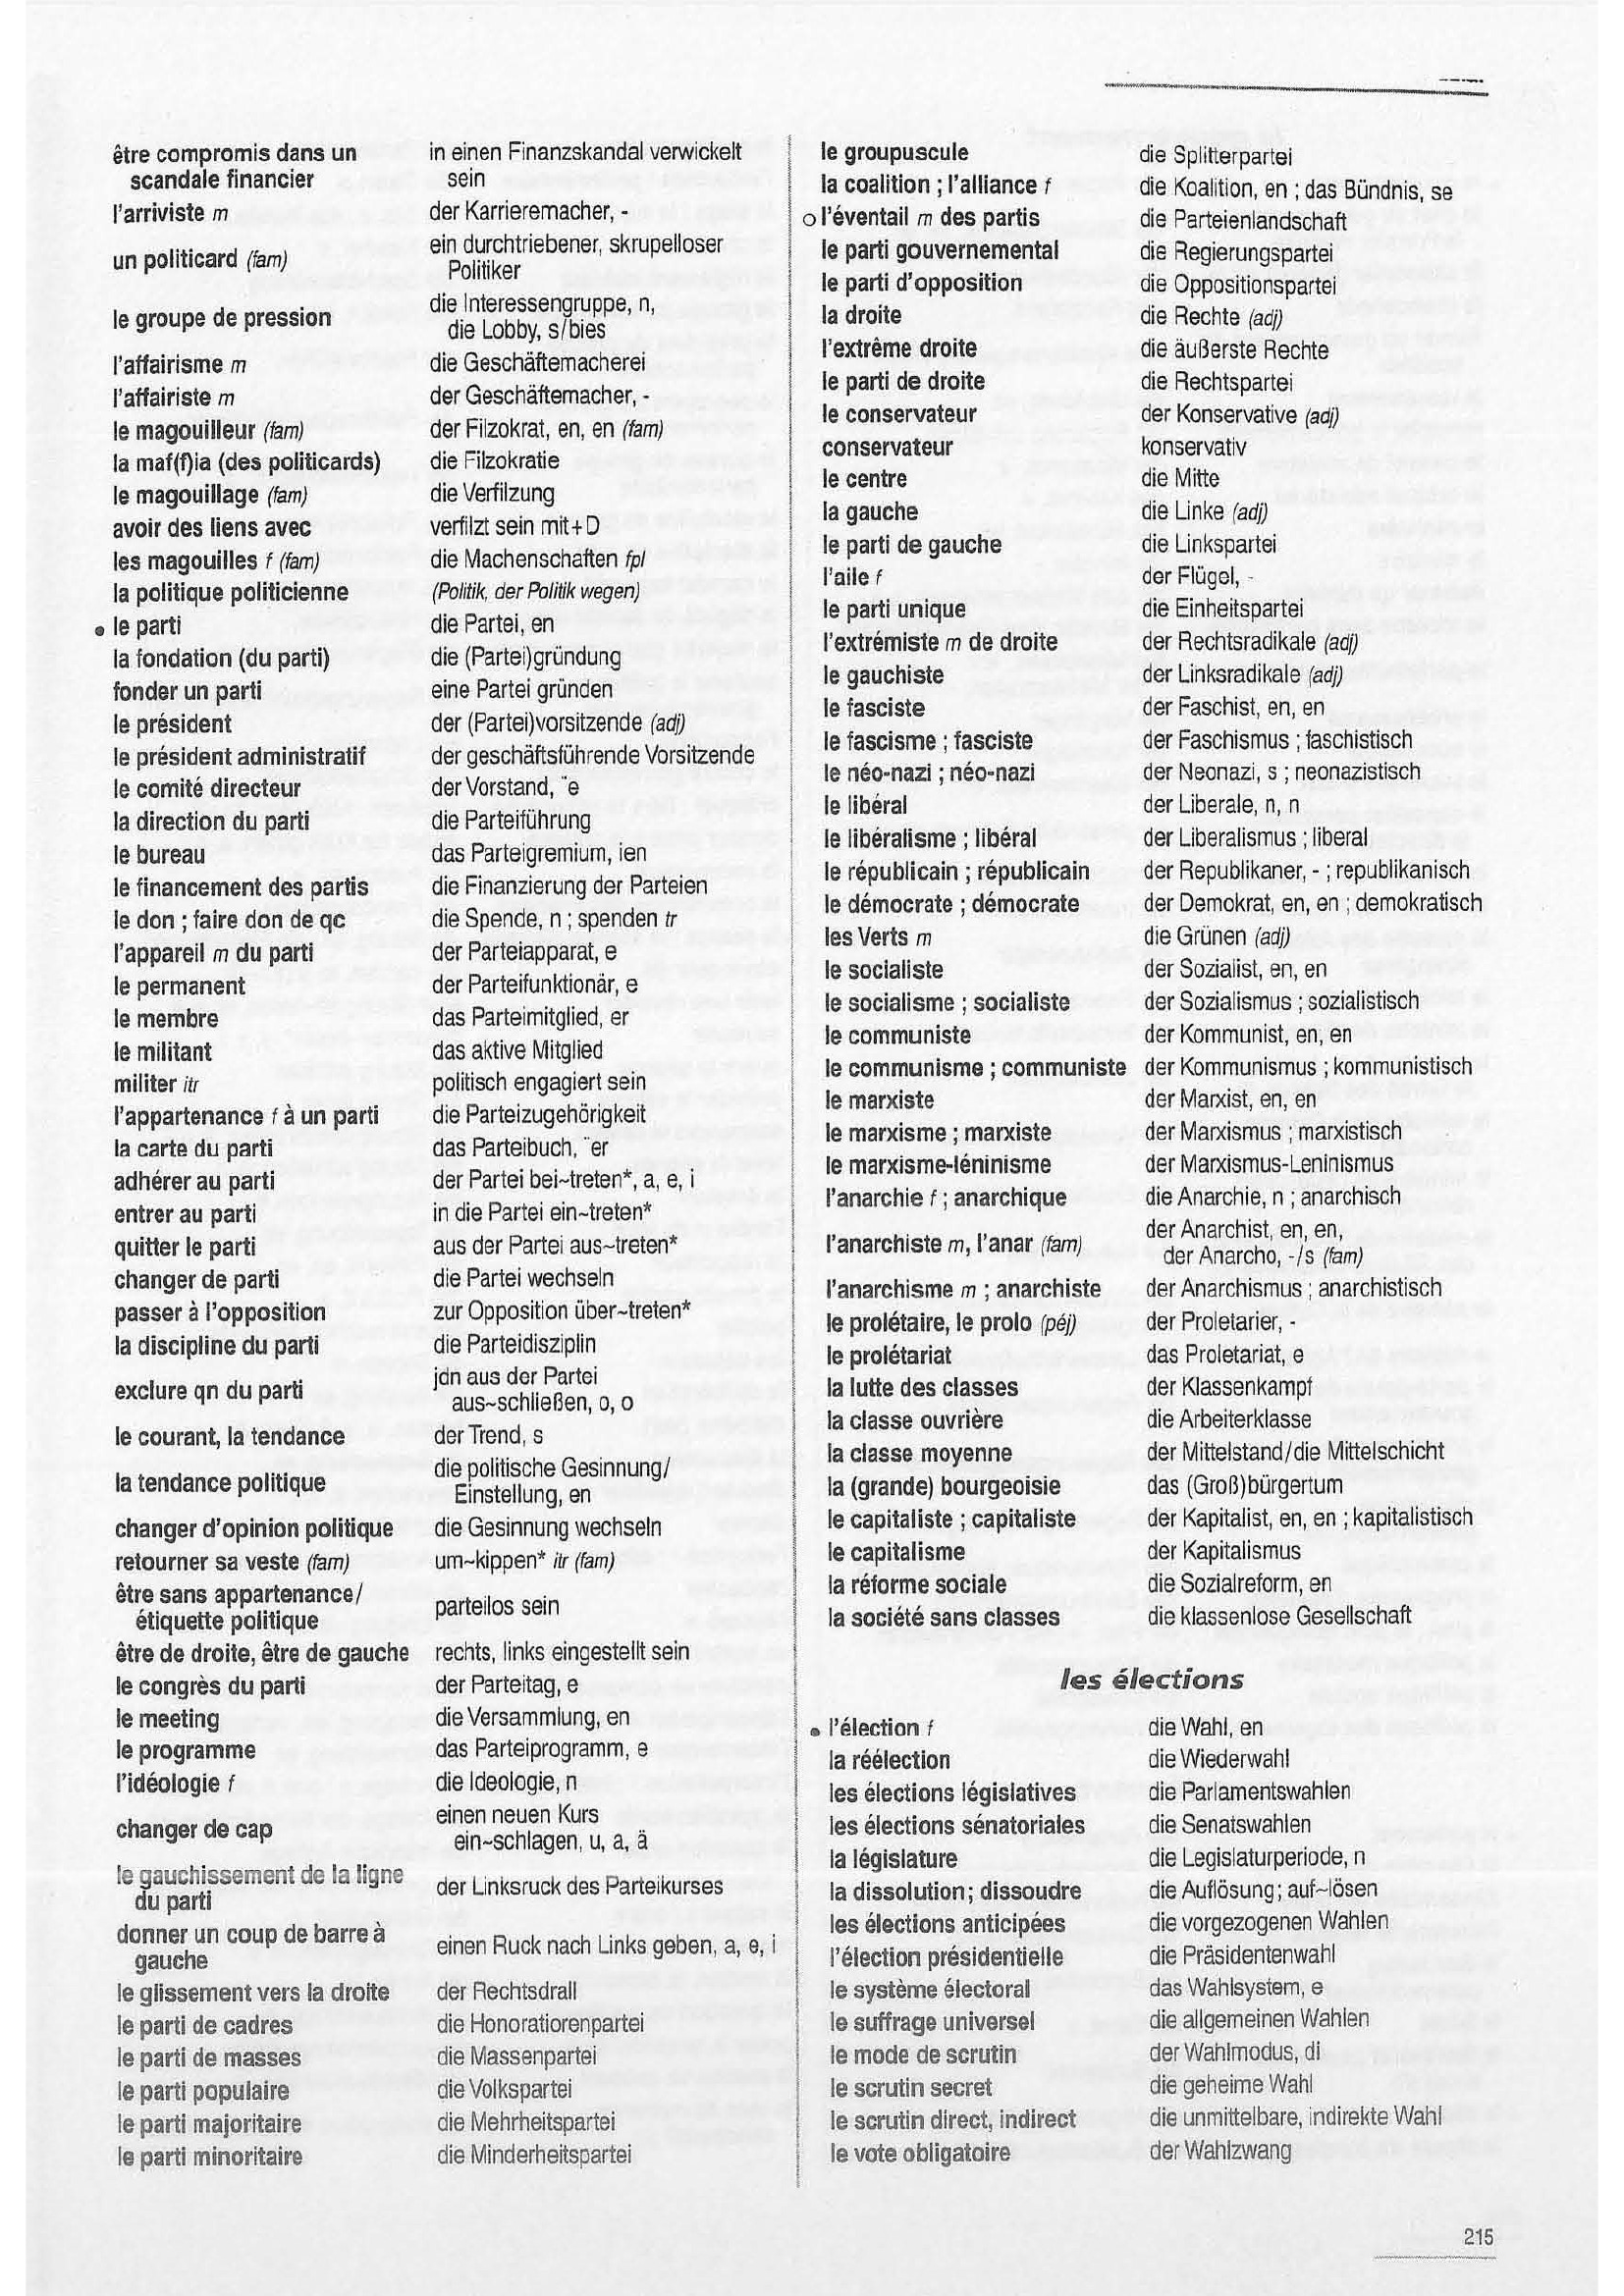 être compromis dans un in einen Finanzskandal verwickelt
scandale financier sein
l'arriviste m der Karrieremacher, -
un politicard (fam) ein durchtriebener, skrupelloser
Politiker
le groupe de pression die Interessengruppe, n,
die Lobby, s/bies
l'affairisme m die Geschäftemacherei
l'affairiste m der Geschäftemacher, -
le magouilleur (fam) der Filzokrat, en, en (fam)
la maf(f)ia (des politicards) die Filzokratie
le magouillage (fam) die Verfilzung
avoir des liens avec verfilzt sein mit+D
les magouilles f (fam) die Machenschaften fpl
la politique politicienne (Politik, der Politik wegen)
• le parti die Partei, en
la fondation (du parti) die (Partei)gründung
fonder un parti eine Partei gründen
le président der (Partei)vorsitzende (adj)
le président administratif der geschäftsführende Vorsitzende
le comité directeur der Vorstand, ¨e
la direction du parti die Parteiführung
le bureau das Parteigremium, ien
le financement des partis die Finanzierung der Parteien
le don ; faire don de qc die Spende, n ; spenden tr
l'appareil m du parti der Parteiapparat, e
le permanent der Parteifunktionär, e
le membre das Parteimitglied, er
le militant das aktive Mitglied
militer itr politisch engagiert sein
l'appartenance f à un parti die Parteizugehörigkeit
la carte du parti das Parteibuch, ¨er
adhérer au parti der Partei bei~treten*, a, e, i
entrer au parti in die Partei ein~treten*
quitter le parti aus der Partei aus~treten*
changer de parti die Partei wechseln
passer à l'opposition zur Opposition über~treten*
la discipline du parti die Parteidisziplin
exclure qn du parti jdn aus der Partei
aus~schließen, o, o
le courant, la tendance der Trend, s
la tendance politique die politische Gesinnung/
Einstellung, en
changer d'opinion politique die Gesinnung wechseln
retourner sa veste (fam) um~kippen* itr (fam)
être sans appartenance/
étiquette politique parteilos sein
être de droite, être de gauche rechts, links eingestellt sein
le congrès du parti der Parteitag, e
le meeting die Versammlung, en
le programme das Parteiprogramm, e
l'idéologie f die Ideologie, n
changer de cap einen neuen Kurs
ein~schlagen, u, a, ä
le gauchissement de la ligne
du parti der Linksruck des Parteikurses
donner un coup de barre à
gauche einen Ruck nach Links geben, a, e, i
le glissement vers la droite der Rechtsdrall
le parti de cadres die Honoratiorenpartei
le parti de masses die Massenpartei
le parti populaire die Volkspartei
le parti majoritaire die Mehrheitspartei
le parti minoritaire die Minderheitspartei
le groupuscule die Splitterpartei
la coalition ; l'alliance f die Koalition, en ; das Bündnis, se
o l'éventail m des partis die Parteienlandschaft
le parti gouvernemental die Regierungspartei
le parti d'opposition die Oppositionspartei
la droite die Rechte (adj)
l'extrême droite die äußerste Rechte
le parti de droite die Rechtspartei
le conservateur der Konservative (adj)
conservateur konservativ
le centre die Mitte
la gauche die Linke (adj)
le parti de gauche die Linkspartei
l'aile f der Flügel, -
le parti unique die Einheitspartei
l'extrémiste m de droite der Rechtsradikale (adj)
le gauchiste der Linksradikale (adj)
le fasciste der Faschist, en, en
le fascisme ; fasciste der Faschismus ; faschistisch
le néo-nazi ; néo-nazi der Neonazi, s ; neonazistisch
le libéral der Liberale, n, n
le libéralisme ; libéral der Liberalismus ; liberal
le républicain ; républicain der Republikaner, - ; republikanisch
le démocrate ; démocrate der Demokrat, en, en ; demokratisch
les Verts m die Grünen (adj)
le socialiste der Sozialist, en, en
le socialisme ; socialiste der Sozialismus ; sozialistisch
le communiste der Kommunist, en, en
le communisme ; communiste der Kommunismus ; kommunistisch
le marxiste der Marxist, en, en
le marxisme ; marxiste der Marxismus ; marxistisch
le marxisme-léninisme der Marxismus-Leninismus
l'anarchie f ; anarchique die Anarchie, n ; anarchisch
l'anarchiste m, l'anar (fam) der Anarchist, en, en,
der Anarcho, -/s (fam)
l'anarchisme m ; anarchiste der Anarchismus ; anarchistisch
le prolétaire, le prolo (péj) der Proletarier, -
le prolétariat das Proletariat, e
la lutte des classes der Klassenkampf
la classe ouvrière die Arbeiterklasse
la classe moyenne der Mittelstand/die Mittelschicht
la (grande) bourgeoisie das (Groß)bürgertum
le capitaliste ; capitaliste der Kapitalist, en, en ; kapitalistisch
le capitalisme der Kapitalismus
la réforme sociale die Sozialreform, en
la société sans classes die klassenlose Gesellschaft
les élections
• l'élection f die Wahl, en
la réélection die Wiederwahl
les élections législatives die Parlamentswahlen
les élections sénatoriales die Senatswahlen
la législature die Legislaturperiode, n
la dissolution ; dissoudre die Auflösung ; auf~lösen
les élections anticipées die vorgezogenen Wahlen
l'élection présidentielle die Präsidentenwahl
le système électoral das Wahlsystem, e
le suffrage universel die allgemeinen Wahlen
le mode de scrutin der Wahlmodus, di
le scrutin secret die geheime Wahl
le scrutin direct, indirect die unmittelbare, indirekte Wahl
le vote obligatoire der Wahlzwang
215